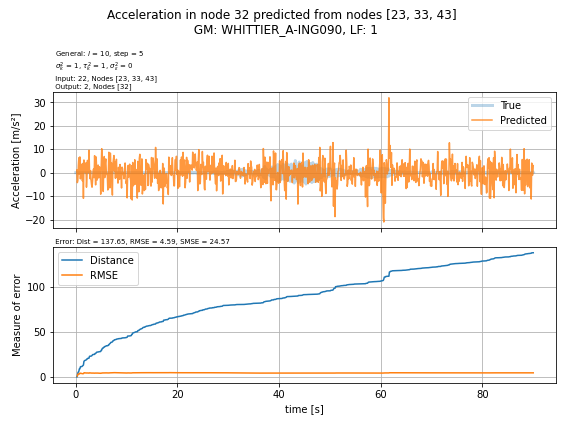 Acceleration in node 32 predicted from nodes [23, 33, 43]
GM: WHITTIER_A-ING090, LF: 1
General: i = 10, step = 5
σ²ₖ = 1, τ²ₖ = 1, σ²ₛ = 0
Input: 22, Nodes [23, 33, 43]
Output: 2, Nodes [32]
Acceleration [m/s²]
30
20
10
0
−10
−20
True
Predicted
Error: Dist = 137.65, RMSE = 4.59, SMSE = 24.57
Measure of error
100
50
0
Distance
RMSE
0 20 40 60 80
time [s]